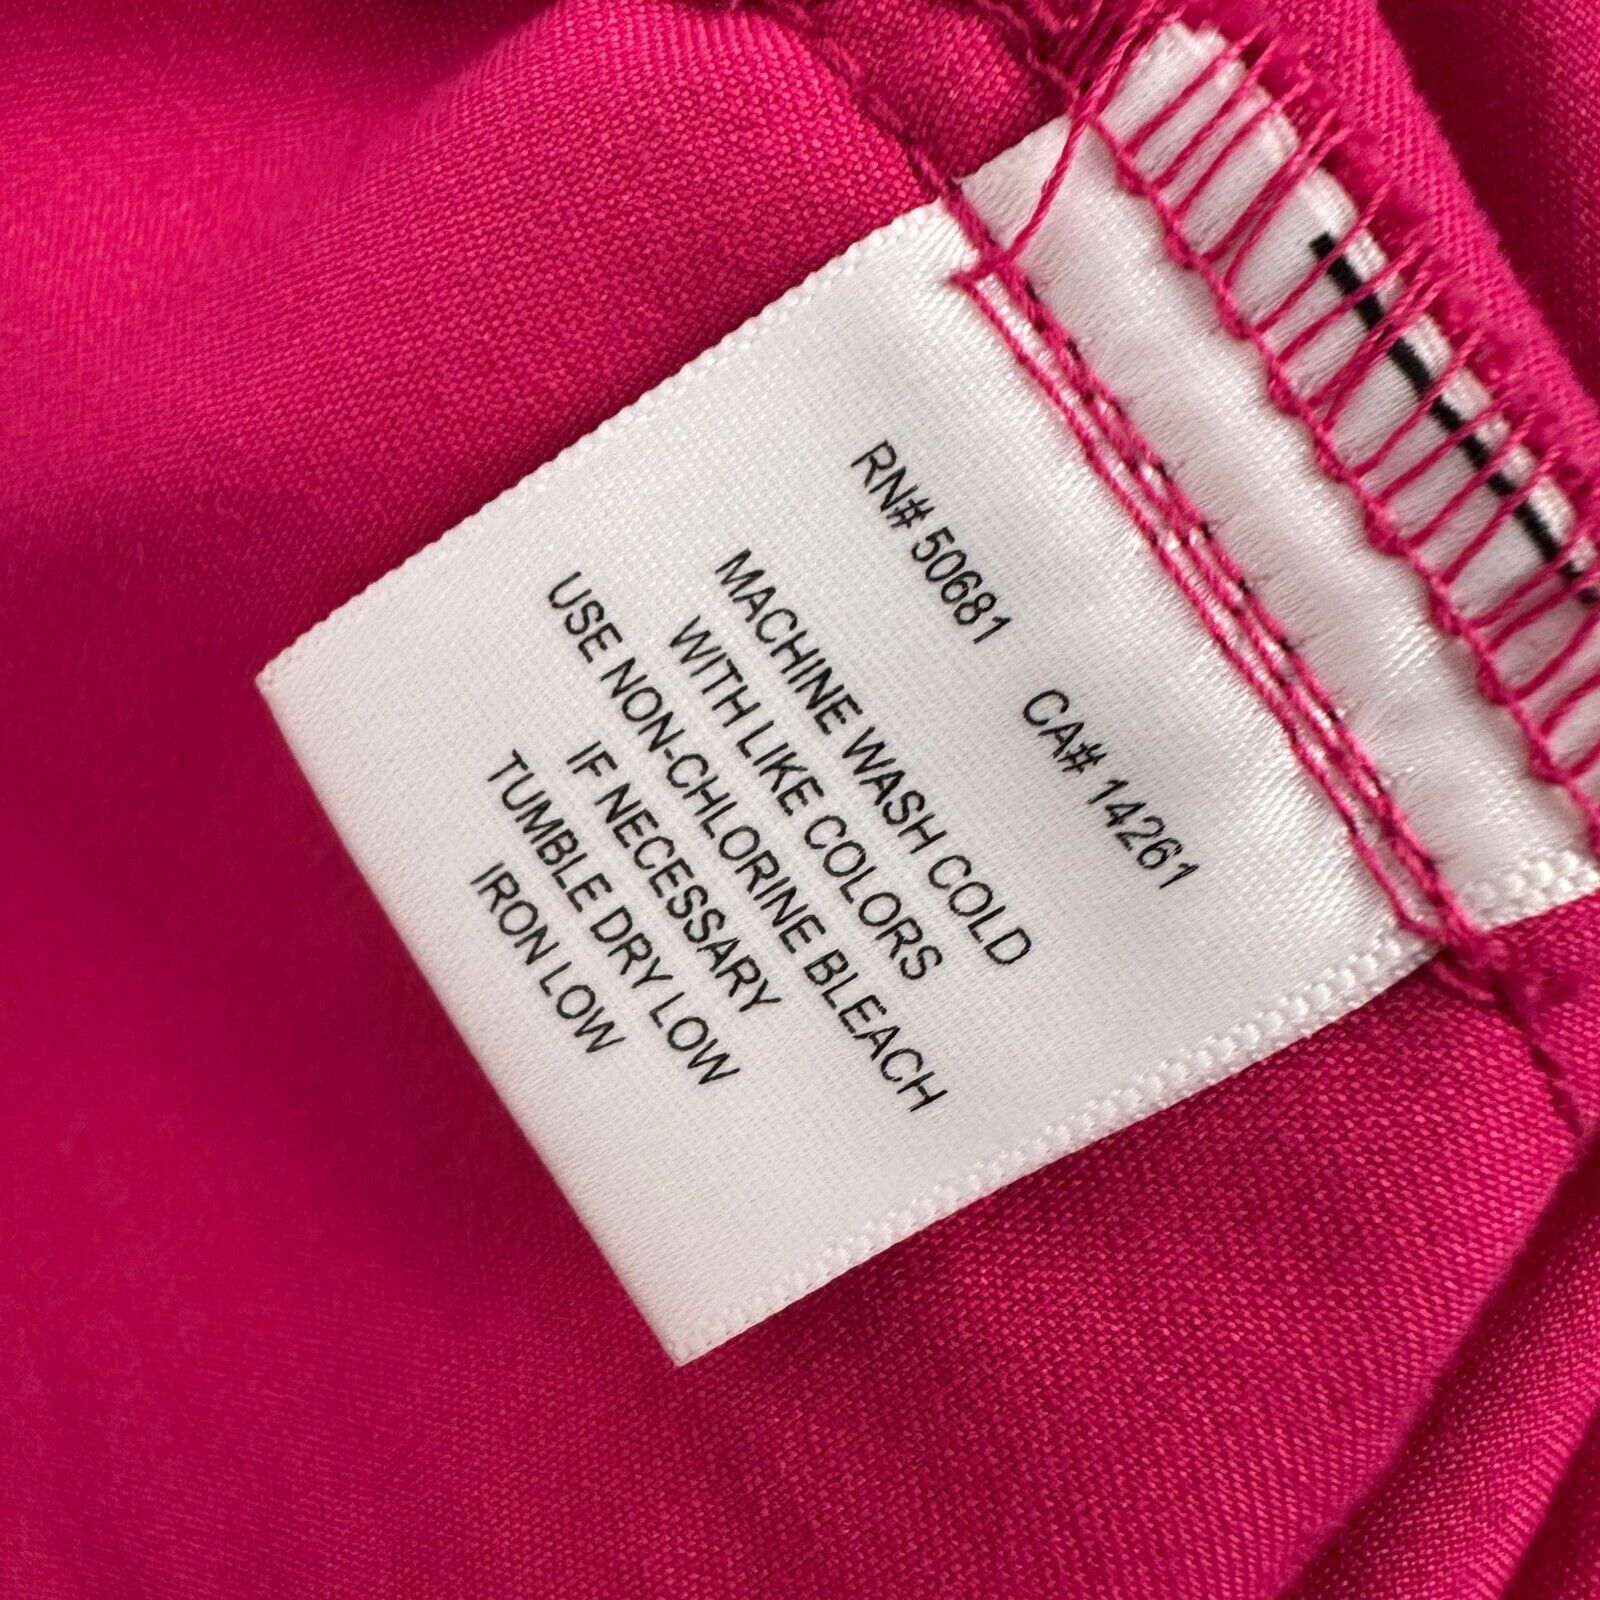 RN# 50681 CA# 14261
MACHINE WASH COLD
WITH LIKE COLORS
USE NON-CHLORINE BLEACH
IF NECESSARY
TUMBLE DRY LOW
IRON LOW